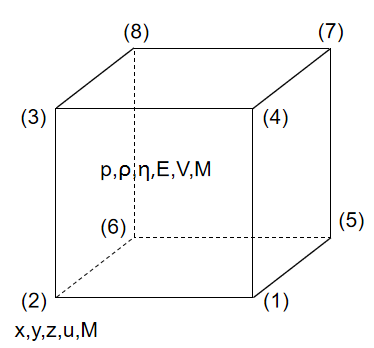 (8) (7)
(3) (4)
p,ρ,η,E,V,M
(6) (5)
(2) (1)
x,y,z,u,M